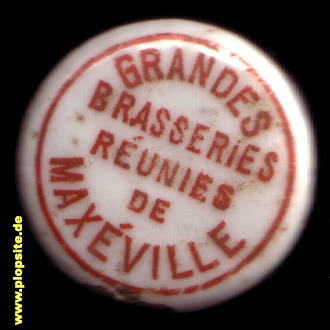 GRANDES
BRASSERIES
RÉUNIES
DE
MAXÉVILLE
www.plopsite.de